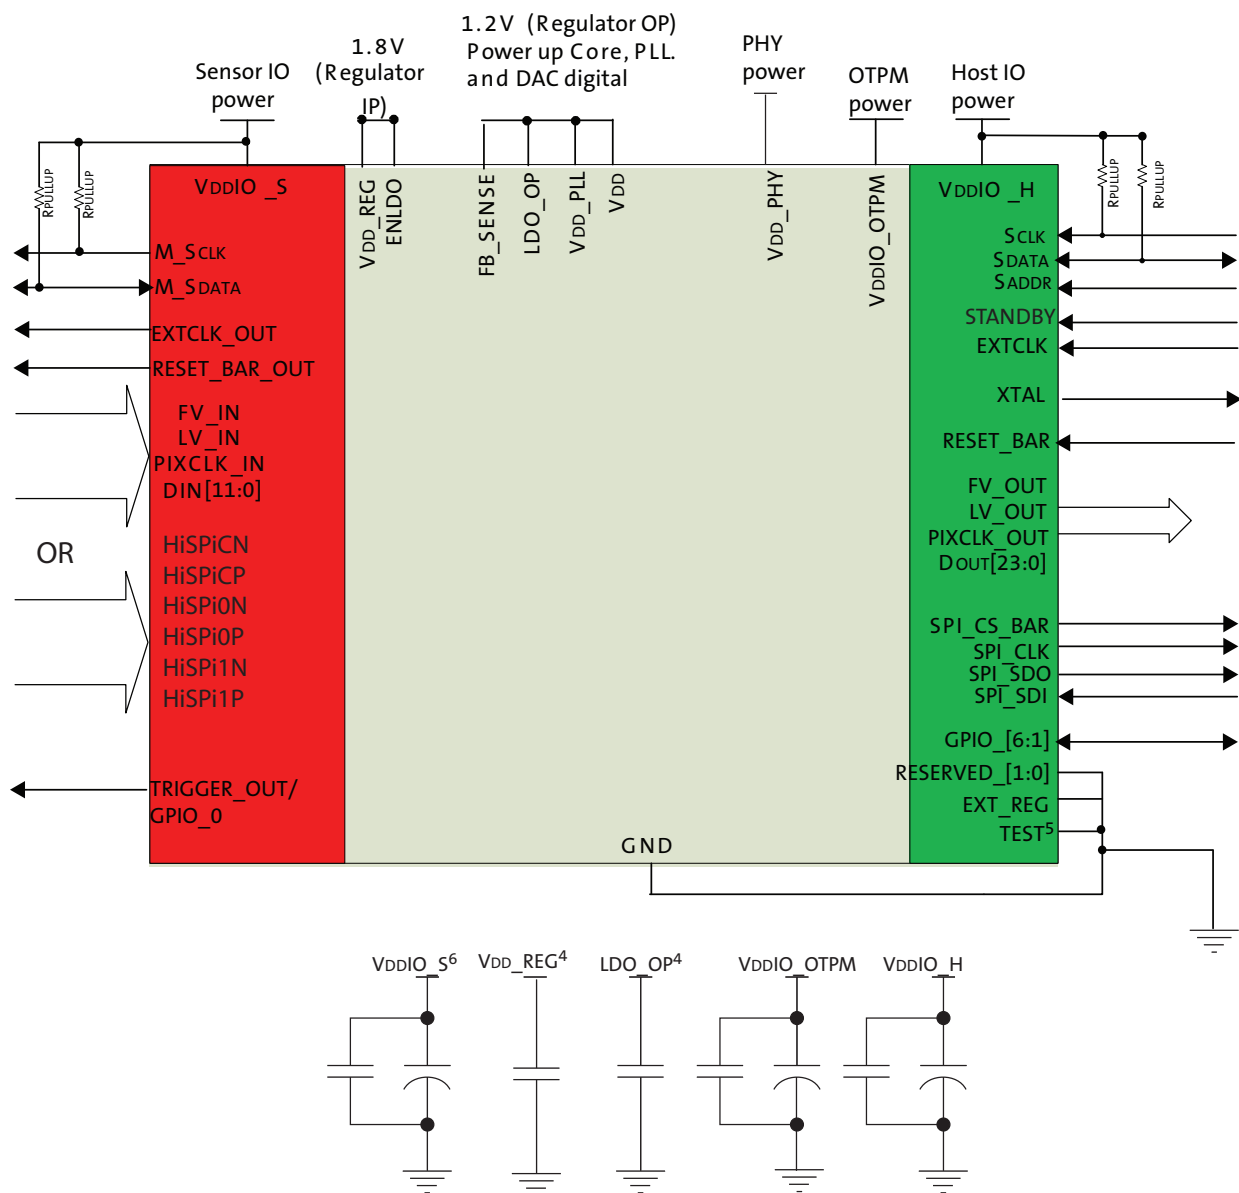 1.2V (Regulator OP)
Power up Core, PLL.
and DAC digital
1.8V
(Regulator
IP)
PHY
power
Sensor IO
power
OTPM
power
Host IO
power
RPULLUP
RPULLUP
RPULLUP
RPULLUP
VDDIO _S
VDD_REG
ENLDO
FB_SENSE
LDO_OP
VDD_PLL
VDD
VDD_PHY
VDDIO_OTPM
VDDIO _H
M_SCLK
M_SDATA
EXTCLK_OUT
RESET_BAR_OUT
FV_IN
LV_IN
PIXCLK_IN
DIN[11:0]
OR
HiSPiCN
HiSPiCP
HiSPi0N
HiSPi0P
HiSPi1N
HiSPi1P
TRIGGER_OUT/
GPIO_0
SCLK
SDATA
SADDR
STANDBY
EXTCLK
XTAL
RESET_BAR
FV_OUT
LV_OUT
PIXCLK_OUT
DOUT[23:0]
SPI_CS_BAR
SPI_CLK
SPI_SDO
SPI_SDI
GPIO_[6:1]
RESERVED_[1:0]
EXT_REG
TEST5
GND
VDDIO_S6
VDD_REG4
LDO_OP4
VDDIO_OTPM
VDDIO_H